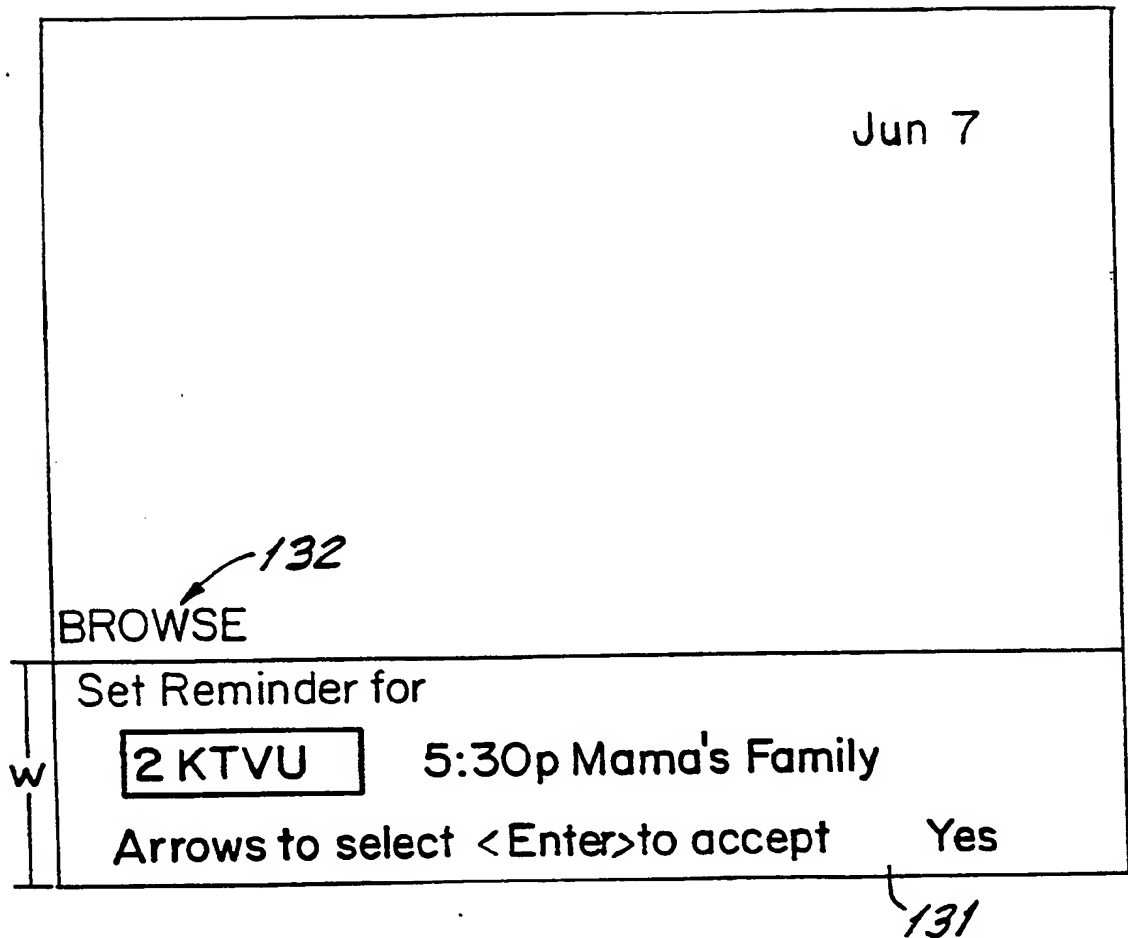 Jun 7
132
BROWSE
Set Reminder for
W
2 KTVU 5:30p Mama's Family
Arrows to select <Enter>to accept Yes
131